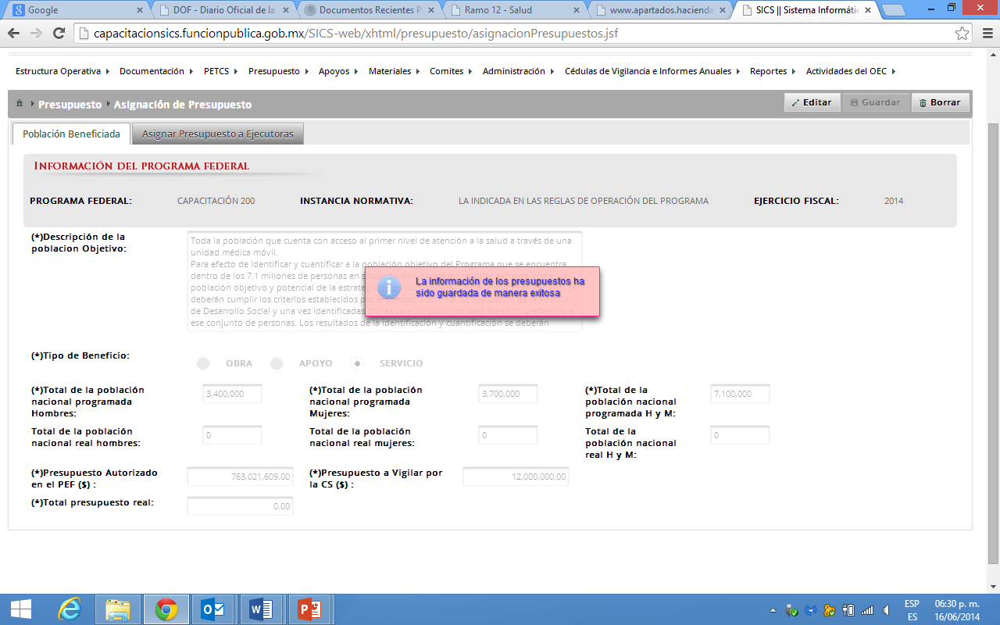 Google
DOF - Diario Oficial de la
Documentos Recientes P
Ramo 12 - Salud
www.apartados.hacienda
SICS || Sistema Informátic
capacitacionsics.funcionpublica.gob.mx/SICS-web/xhtml/presupuesto/asignacionPresupuestos.jsf
Estructura Operativa Documentación PETCS Presupuesto Apoyos Materiales Comites Administración Cédulas de Vigilancia e Informes Anuales Reportes Actividades del OEC
Presupuesto Asignación de Presupuesto
Editar Guardar Borrar
Población Beneficiada Asignar Presupuesto a Ejecutoras
INFORMACIÓN DEL PROGRAMA FEDERAL
PROGRAMA FEDERAL: CAPACITACIÓN 200 INSTANCIA NORMATIVA: LA INDICADA EN LAS REGLAS DE OPERACIÓN DEL PROGRAMA EJERCICIO FISCAL: 2014
(*)Descripción de la
poblacion Objetivo:
Toda la población que cuenta con acceso al primer nivel de atención a la salud a través de una
unidad médica móvil.
Para efecto de identificar y cuantificar a la población objetivo del Programa que se encuentra
dentro de los 7.1 millones de personas en
población objetivo y potencial de la
deberán cumplir los criterios establecidos
de Desarrollo Social y una vez identificadas
ese conjunto de personas. Los resultados de la identificación y cuantificación se deberán
La información de los presupuestos ha
sido guardada de manera exitosa
(*)Tipo de Beneficio:
OBRA APOYO SERVICIO
(*)Total de la población
nacional programada
Hombres:
3,400,000
(*)Total de la población
nacional programada
Mujeres:
3,700,000
(*)Total de la
población nacional
programada H y M:
7,100,000
Total de la población
nacional real hombres:
0
Total de la población
nacional real mujeres:
0
Total de la
población nacional
real H y M:
0
(*)Presupuesto Autorizado
en el PEF ($) :
763,021,609.00
(*)Presupuesto a Vigilar por
la CS ($) :
12,000,000.00
(*)Total presupuesto real:
0.00
ESP
ES
06:30 p. m.
16/06/2014